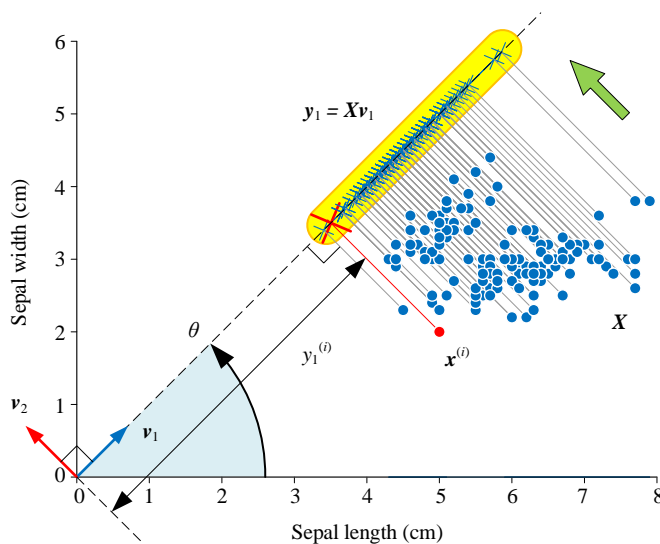 6
5
y₁ = Xv₁
4
3
2
1
0
Sepal width (cm)
X
θ
y₁⁽ⁱ⁾
x⁽ⁱ⁾
v₂
v₁
0 1 2 3 4 5 6 7 8
Sepal length (cm)